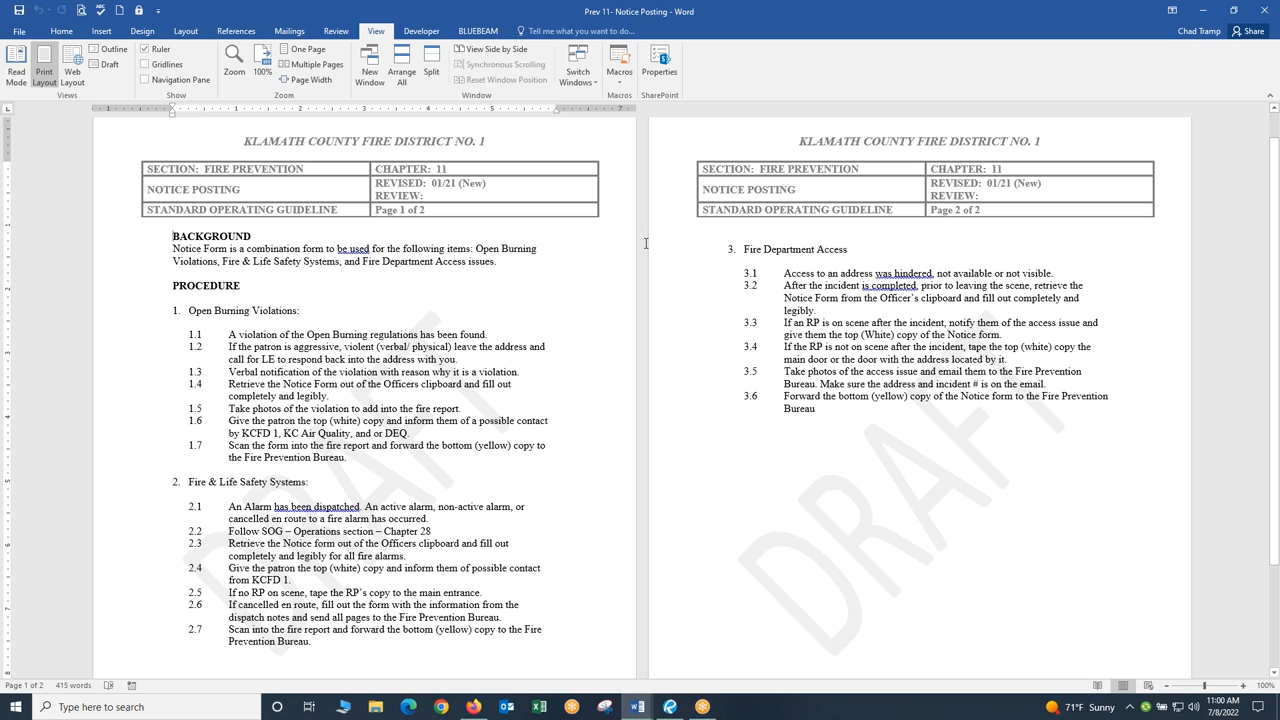 Prev 11- Notice Posting - Word
File Home Insert Draw Design Layout References Mailings Review View Developer BLUEBEAM Tell me what you want to do... Chad Tramp Share
Read Mode
Print Layout
Web Layout
Outline
Draft
Views
Ruler
Gridlines
Navigation Pane
Show
Zoom
100%
One Page
Multiple Pages
Page Width
Zoom
New Window
Arrange All
Split
View Side by Side
Synchronous Scrolling
Reset Window Position
Window
Switch Windows
Macros
Macros
Properties
SharePoint
KLAMATH COUNTY FIRE DISTRICT NO. 1
SECTION: FIRE PREVENTION CHAPTER: 11
NOTICE POSTING REVISED: 01/21 (New)
REVIEW:
STANDARD OPERATING GUIDELINE Page 1 of 2
BACKGROUND
Notice Form is a combination form to be used for the following items: Open Burning
Violations, Fire & Life Safety Systems, and Fire Department Access issues.
PROCEDURE
1. Open Burning Violations:
1.1 A violation of the Open Burning regulations has been found.
1.2 If the patron is aggressive, violent (verbal/ physical) leave the address and
call for LE to respond back into the address with you.
1.3 Verbal notification of the violation with reason why it is a violation.
1.4 Retrieve the Notice Form out of the Officers clipboard and fill out
completely and legibly.
1.5 Take photos of the violation to add into the fire report.
1.6 Give the patron the top (white) copy and inform them of a possible contact
by KCFD 1, KC Air Quality, and or DEQ.
1.7 Scan the form into the fire report and forward the bottom (yellow) copy to
the Fire Prevention Bureau.
2. Fire & Life Safety Systems:
2.1 An Alarm has been dispatched. An active alarm, non-active alarm, or
cancelled en route to a fire alarm has occurred.
2.2 Follow SOG – Operations section – Chapter 28
2.3 Retrieve the Notice form out of the Officers clipboard and fill out
completely and legibly for all fire alarms.
2.4 Give the patron the top (white) copy and inform them of possible contact
from KCFD 1.
2.5 If no RP on scene, tape the RP’s copy to the main entrance.
2.6 If cancelled en route, fill out the form with the information from the
dispatch notes and send all pages to the Fire Prevention Bureau.
2.7 Scan into the fire report and forward the bottom (yellow) copy to the Fire
Prevention Bureau.
DRAFT
KLAMATH COUNTY FIRE DISTRICT NO. 1
SECTION: FIRE PREVENTION CHAPTER: 11
NOTICE POSTING REVISED: 01/21 (New)
REVIEW:
STANDARD OPERATING GUIDELINE Page 2 of 2
3. Fire Department Access
3.1 Access to an address was hindered, not available or not visible.
3.2 After the incident is completed, prior to leaving the scene, retrieve the
Notice Form from the Officer’s clipboard and fill out completely and
legibly.
3.3 If an RP is on scene after the incident, notify them of the access issue and
give them the top (White) copy of the Notice form.
3.4 If the RP is not on scene after the incident, tape the top (white) copy the
main door or the door with the address located by it.
3.5 Take photos of the access issue and email them to the Fire Prevention
Bureau. Make sure the address and incident # is on the email.
3.6 Forward the bottom (yellow) copy of the Notice form to the Fire Prevention
Bureau
DRAFT
Page 1 of 2 415 words 100%
Type here to search 71°F Sunny 11:00 AM
7/8/2022